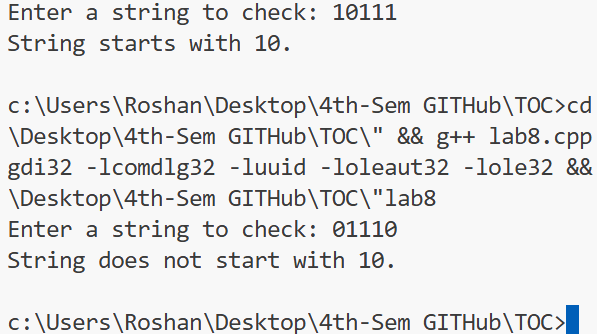 Enter a string to check: 10111
String starts with 10.
c:\Users\Roshan\Desktop\4th-Sem GITHub\TOC>cd
\Desktop\4th-Sem GITHub\TOC\" && g++ lab8.cpp
gdi32 -lcomdlg32 -luuid -loleaut32 -lole32 &&
\Desktop\4th-Sem GITHub\TOC\"lab8
Enter a string to check: 01110
String does not start with 10.
c:\Users\Roshan\Desktop\4th-Sem GITHub\TOC>